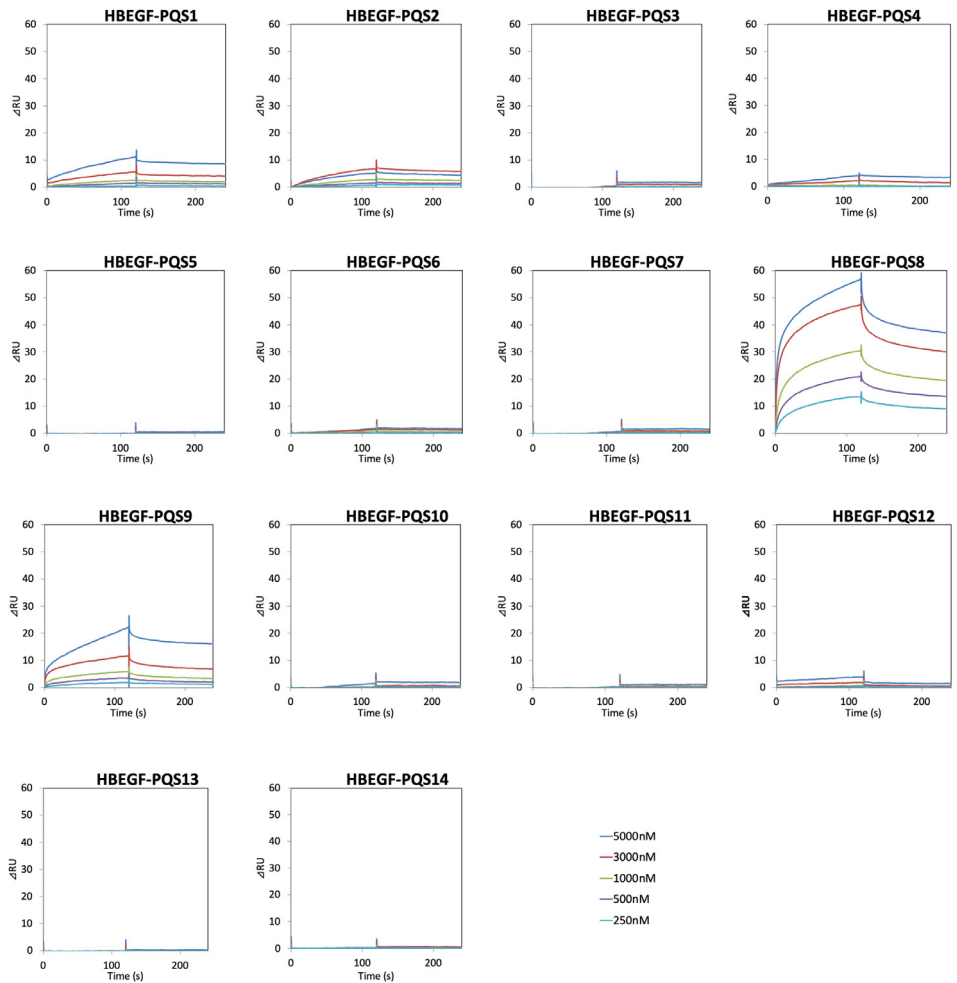 HBEGF-PQS1
60
50
40
30
20
10
0
⊿RU
0 100 200
Time (s)
HBEGF-PQS2
60
50
40
30
20
10
0
⊿RU
0 100 200
Time (s)
HBEGF-PQS3
60
50
40
30
20
10
0
⊿RU
0 100 200
Time (s)
HBEGF-PQS4
60
50
40
30
20
10
0
⊿RU
0 100 200
Time (s)
HBEGF-PQS5
60
50
40
30
20
10
0
⊿RU
0 100 200
Time (s)
HBEGF-PQS6
60
50
40
30
20
10
0
⊿RU
0 100 200
Time (s)
HBEGF-PQS7
60
50
40
30
20
10
0
⊿RU
0 100 200
Time (s)
HBEGF-PQS8
60
50
40
30
20
10
0
⊿RU
0 100 200
Time (s)
HBEGF-PQS9
60
50
40
30
20
10
0
⊿RU
0 100 200
Time (s)
HBEGF-PQS10
60
50
40
30
20
10
0
⊿RU
0 100 200
Time (s)
HBEGF-PQS11
60
50
40
30
20
10
0
⊿RU
0 100 200
Time (s)
HBEGF-PQS12
60
50
40
30
20
10
0
⊿RU
0 100 200
Time (s)
HBEGF-PQS13
60
50
40
30
20
10
0
⊿RU
0 100 200
Time (s)
HBEGF-PQS14
60
50
40
30
20
10
0
⊿RU
0 100 200
Time (s)
5000nM
3000nM
1000nM
500nM
250nM